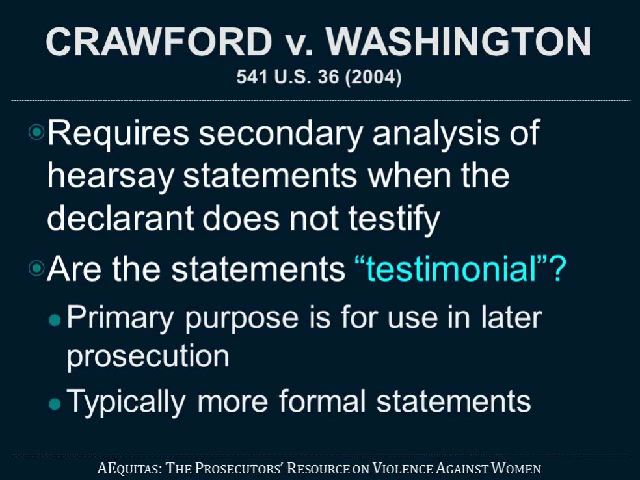 CRAWFORD v. WASHINGTON
541 U.S. 36 (2004)
Requires secondary analysis of
hearsay statements when the
declarant does not testify
Are the statements “testimonial”?
Primary purpose is for use in later
prosecution
Typically more formal statements
AEQUITAS: THE PROSECUTORS’ RESOURCE ON VIOLENCE AGAINST WOMEN